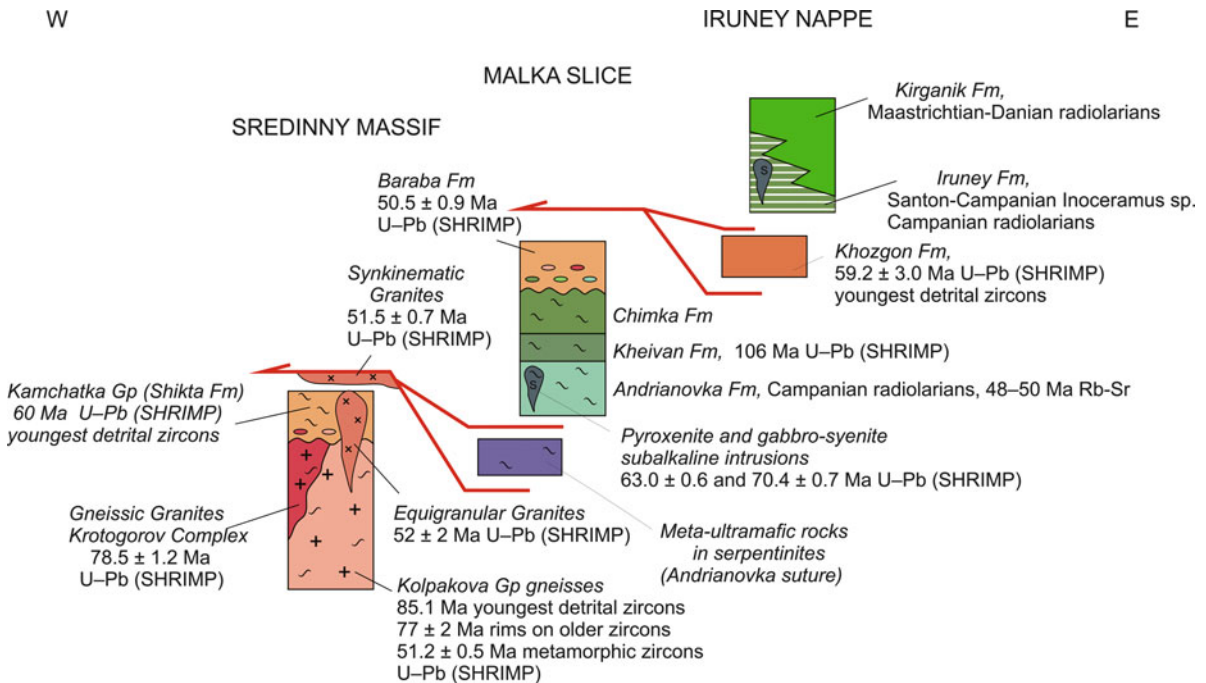 W
IRUNEY NAPPE
E
MALKA SLICE
SREDINNY MASSIF
Kirganik Fm,
Maastrichtian-Danian radiolarians
Iruney Fm,
Santon-Campanian Inoceramus sp.
Campanian radiolarians
S
Khozgon Fm,
59.2 ± 3.0 Ma U–Pb (SHRIMP)
youngest detrital zircons
Baraba Fm
50.5 ± 0.9 Ma
U–Pb (SHRIMP)
Chimka Fm
Kheivan Fm, 106 Ma U–Pb (SHRIMP)
Andrianovka Fm, Campanian radiolarians, 48–50 Ma Rb-Sr
S
Pyroxenite and gabbro-syenite
subalkaline intrusions
63.0 ± 0.6 and 70.4 ± 0.7 Ma U–Pb (SHRIMP)
Synkinematic
Granites
51.5 ± 0.7 Ma
U–Pb (SHRIMP)
Kamchatka Gp (Shikta Fm)
60 Ma U–Pb (SHRIMP)
youngest detrital zircons
Gneissic Granites
Krotogorov Complex
78.5 ± 1.2 Ma
U–Pb (SHRIMP)
Equigranular Granites
52 ± 2 Ma U–Pb (SHRIMP)
Meta-ultramafic rocks
in serpentinites
(Andrianovka suture)
Kolpakova Gp gneisses
85.1 Ma youngest detrital zircons
77 ± 2 Ma rims on older zircons
51.2 ± 0.5 Ma metamorphic zircons
U–Pb (SHRIMP)